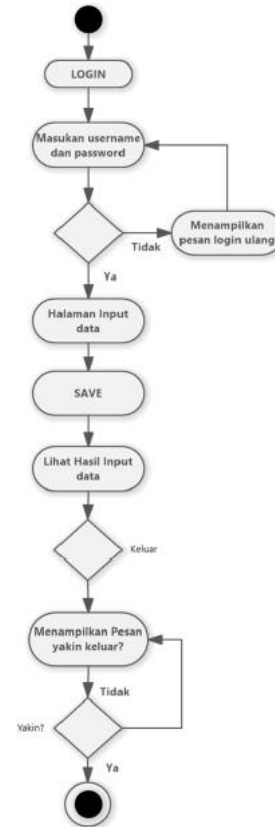 LOGIN
Masukan username
dan password
Tidak
Menampilkan
pesan login ulang
Ya
Halaman Input
data
SAVE
Lihat Hasil Input
data
Keluar
Menampilkan Pesan
yakin keluar?
Tidak
Yakin?
Ya